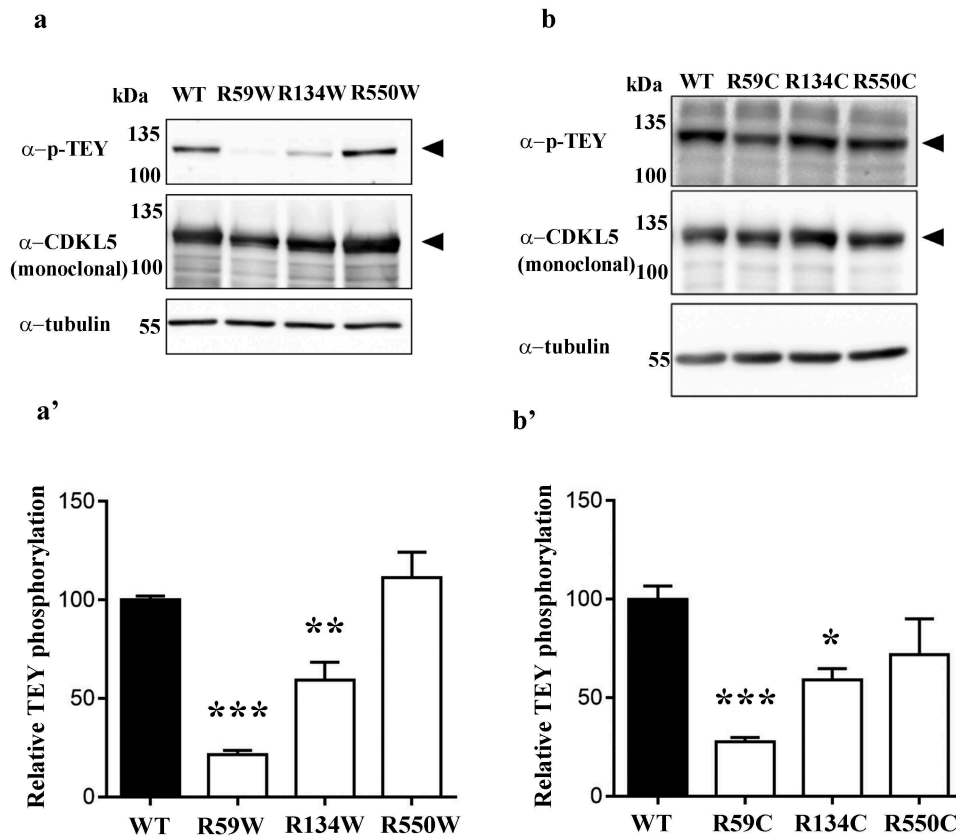 a
kDa WT R59W R134W R550W
α–p-TEY
135
100
α–CDKL5
(monoclonal)
135
100
α–tubulin
55
b
kDa WT R59C R134C R550C
α–p-TEY
135
100
α–CDKL5
(monoclonal)
135
100
α–tubulin
55
a’
Relative TEY phosphorylation
150
100
50
0
***
**
WT R59W R134W R550W
b’
Relative TEY phosphorylation
150
100
50
0
***
*
WT R59C R134C R550C